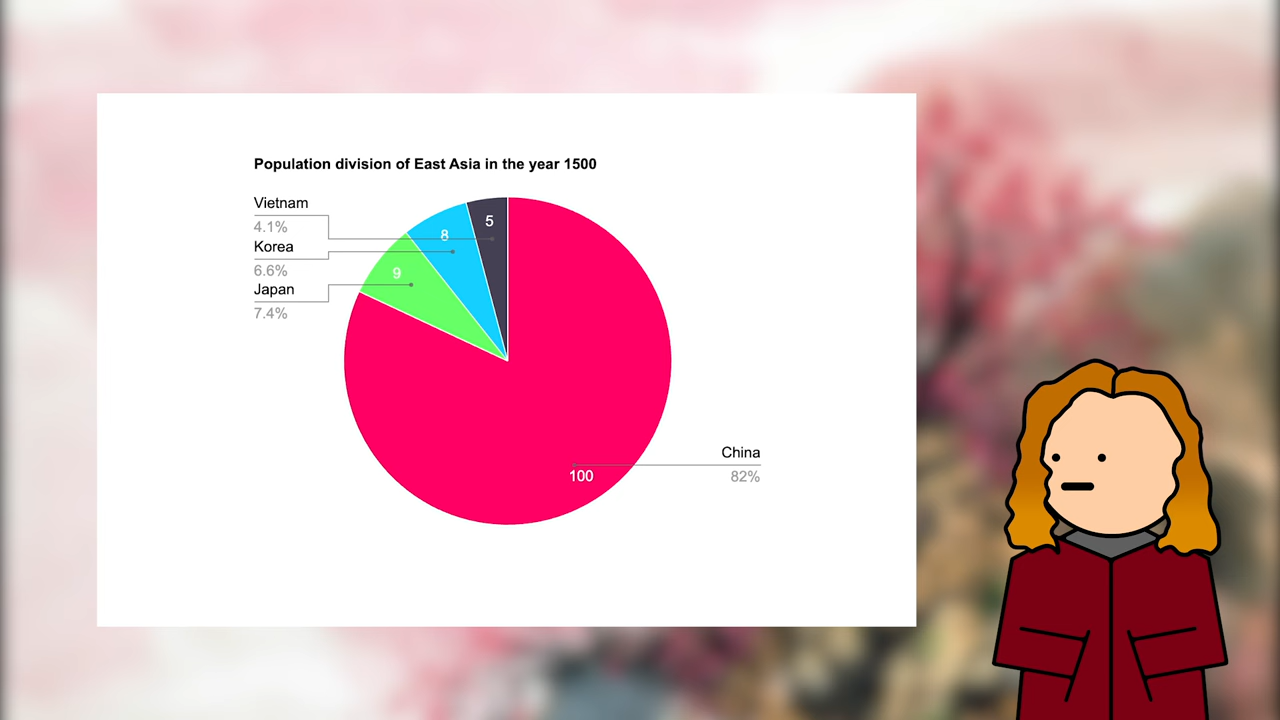 Population division of East Asia in the year 1500
Vietnam
4.1%
Korea
6.6%
Japan
7.4%
5
8
9
100
China
82%